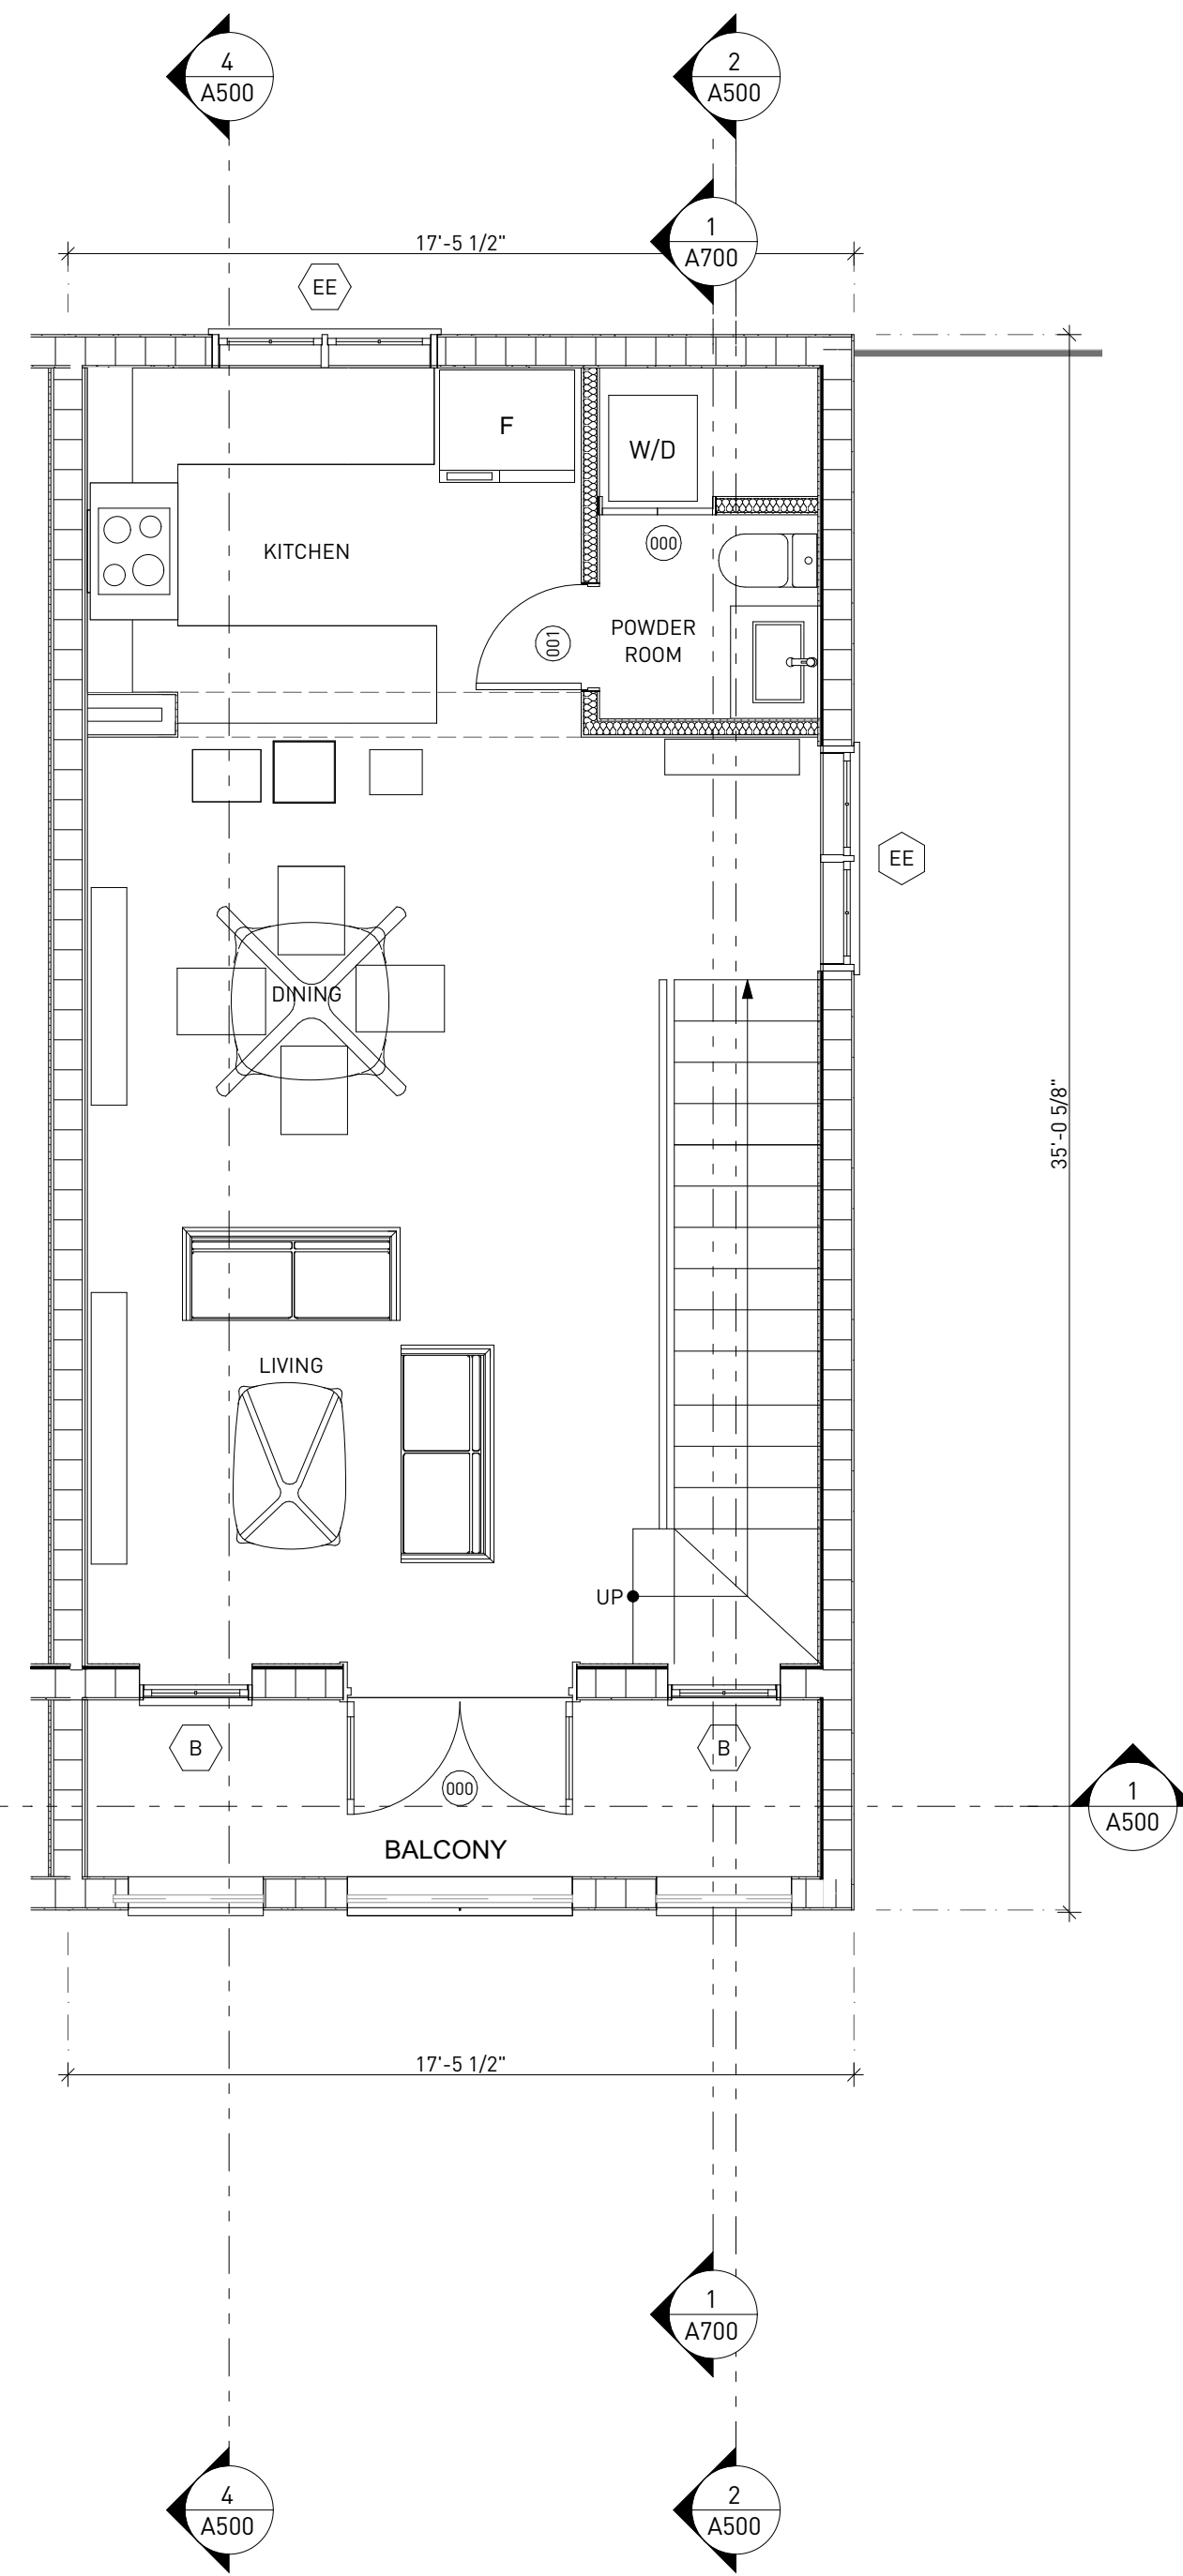 4
A500
2
A500
1
A700
17'-5 1/2"
EE
F
W/D
000
KITCHEN
POWDER
ROOM
001
EE
DINING
35'-0 5/8"
LIVING
UP
B
B
000
1
A500
BALCONY
17'-5 1/2"
1
A700
4
A500
2
A500